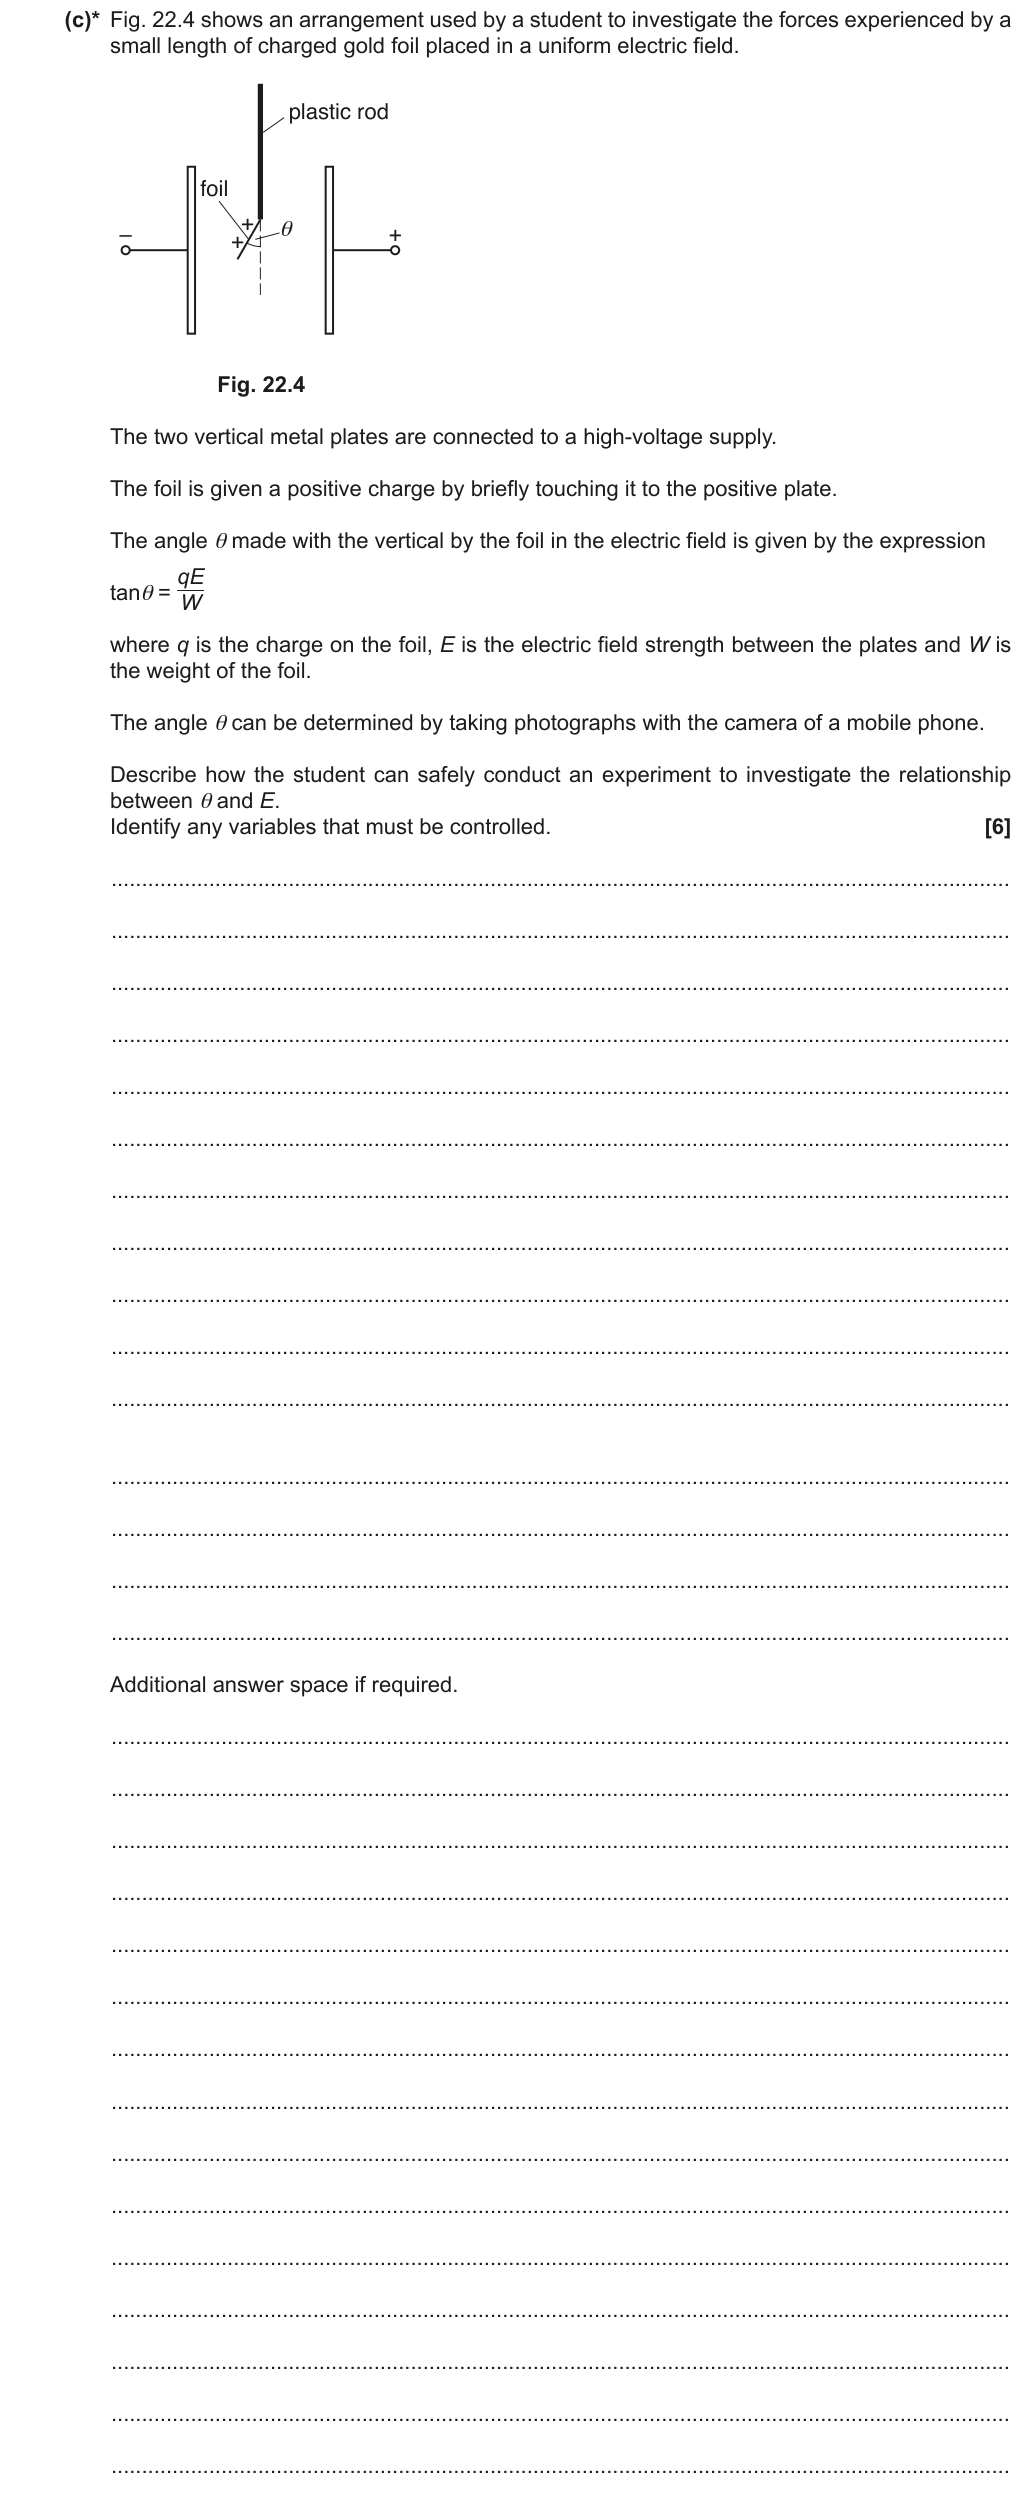 (c)* Fig. 22.4 shows an arrangement used by a student to investigate the forces experienced by a
small length of charged gold foil placed in a uniform electric field.
plastic rod
foil
+
θ
+
–
+
Fig. 22.4
The two vertical metal plates are connected to a high-voltage supply.
The foil is given a positive charge by briefly touching it to the positive plate.
The angle θ made with the vertical by the foil in the electric field is given by the expression
tanθ = qE/W
where q is the charge on the foil, E is the electric field strength between the plates and W is
the weight of the foil.
The angle θ can be determined by taking photographs with the camera of a mobile phone.
Describe how the student can safely conduct an experiment to investigate the relationship
between θ and E.
Identify any variables that must be controlled. [6]
Additional answer space if required.